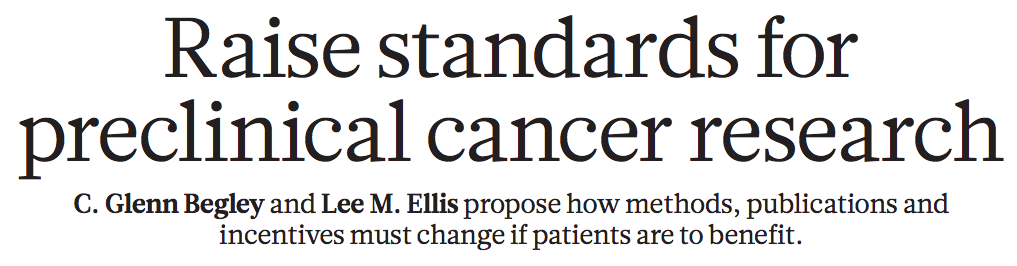 Raise standards for
preclinical cancer research
C. Glenn Begley and Lee M. Ellis propose how methods, publications and
incentives must change if patients are to benefit.